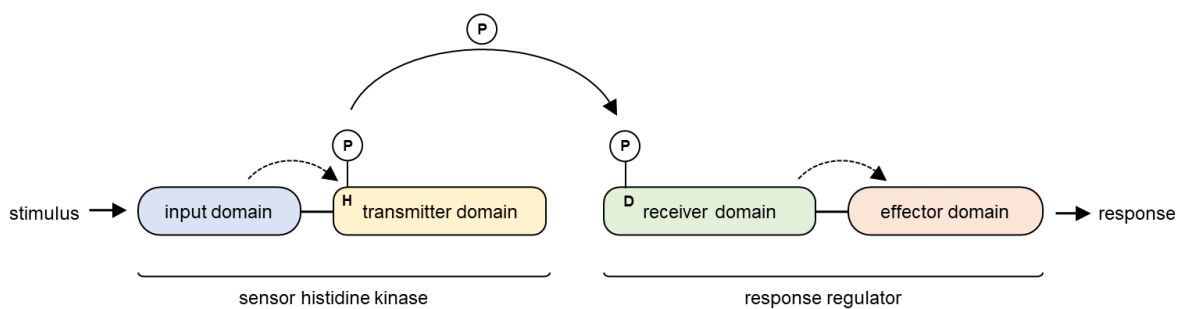 P
P
P
H
D
stimulus
input domain
transmitter domain
receiver domain
effector domain
response
sensor histidine kinase
response regulator